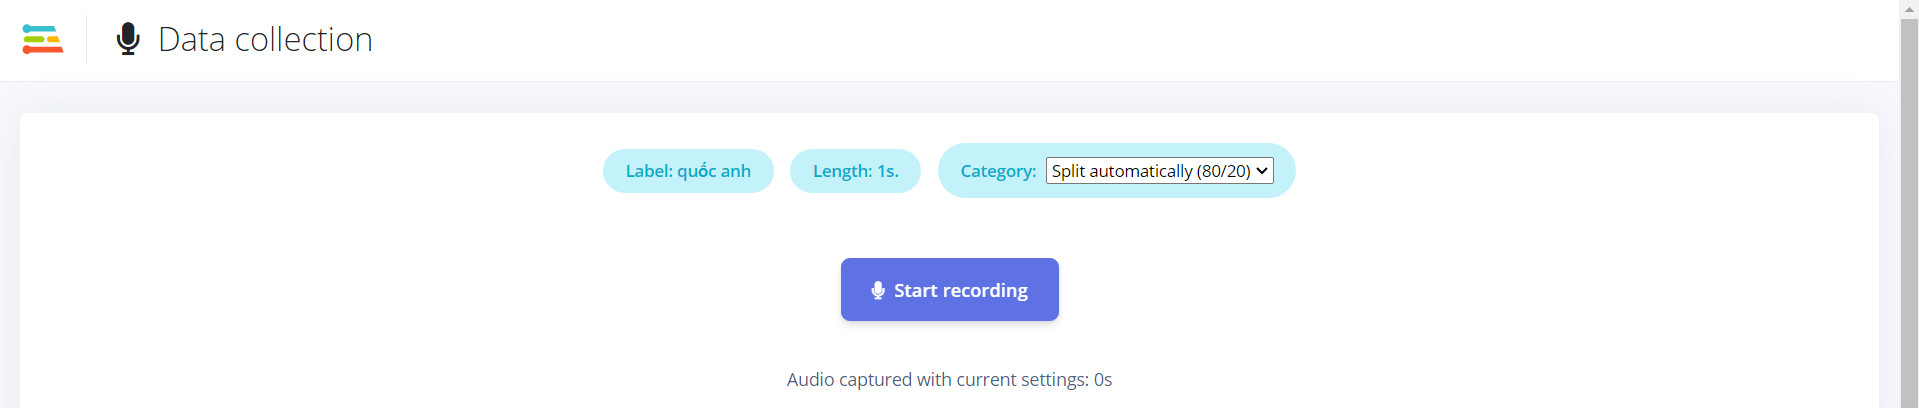 Data collection
Label: quốc anh Length: 1s. Category: Split automatically (80/20)
Start recording
Audio captured with current settings: 0s